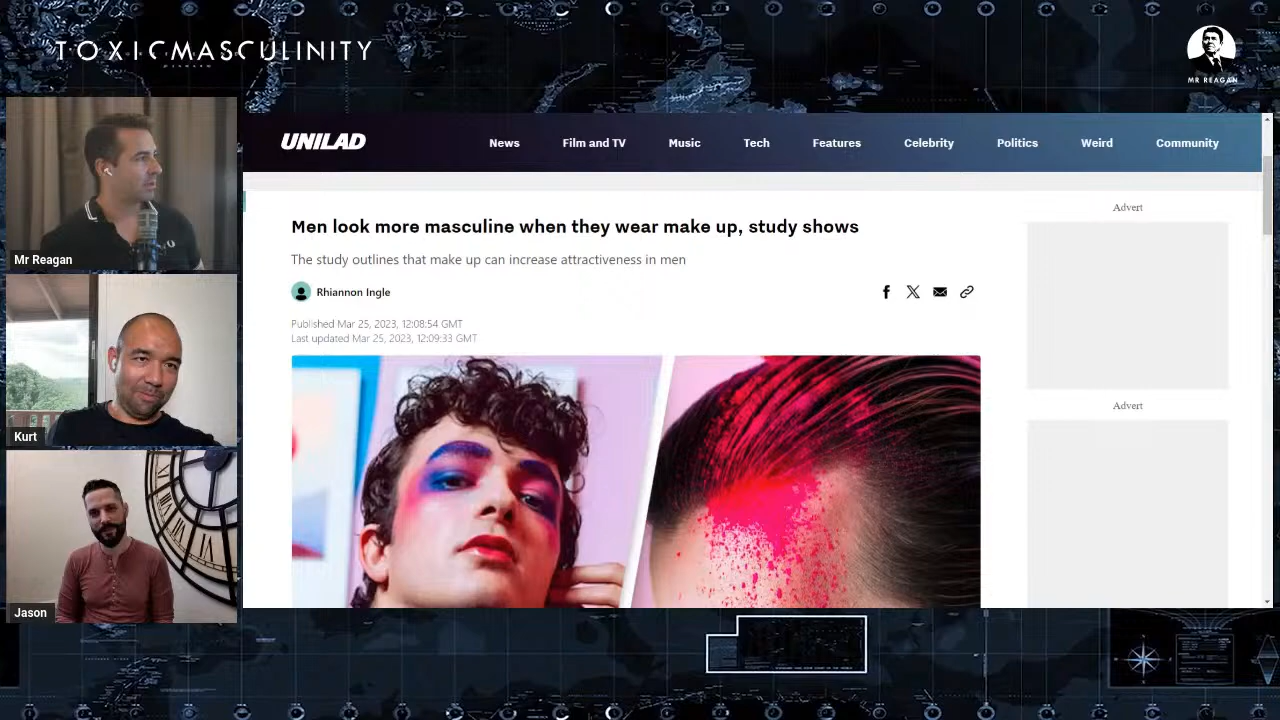 TOXICMASCULINITY
MR REAGAN
UNILAD
News
Film and TV
Music
Tech
Features
Celebrity
Politics
Weird
Community
Men look more masculine when they wear make up, study shows
The study outlines that make up can increase attractiveness in men
Rhiannon Ingle
Published Mar 25, 2023, 12:08:54 GMT
Last updated Mar 25, 2023, 12:09:33 GMT
Advert
Advert
Mr Reagan
Kurt
Jason